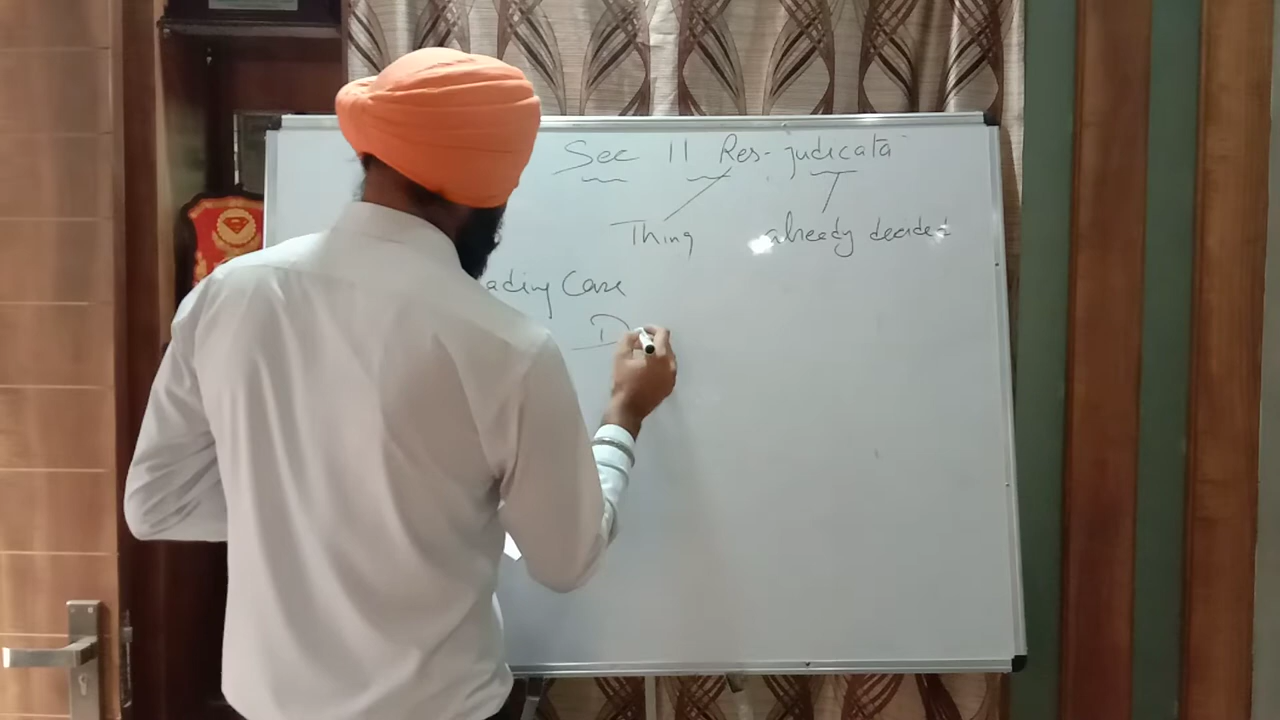 Sec 11 Res-judicata
Thing already decided
ading Case
D